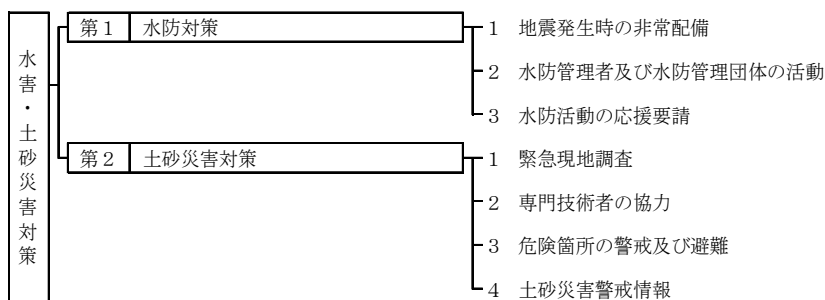 水害・土砂災害対策
第１ 水防対策
１ 地震発生時の非常配備
２ 水防管理者及び水防管理団体の活動
３ 水防活動の応援要請
第２ 土砂災害対策
１ 緊急現地調査
２ 専門技術者の協力
３ 危険箇所の警戒及び避難
４ 土砂災害警戒情報